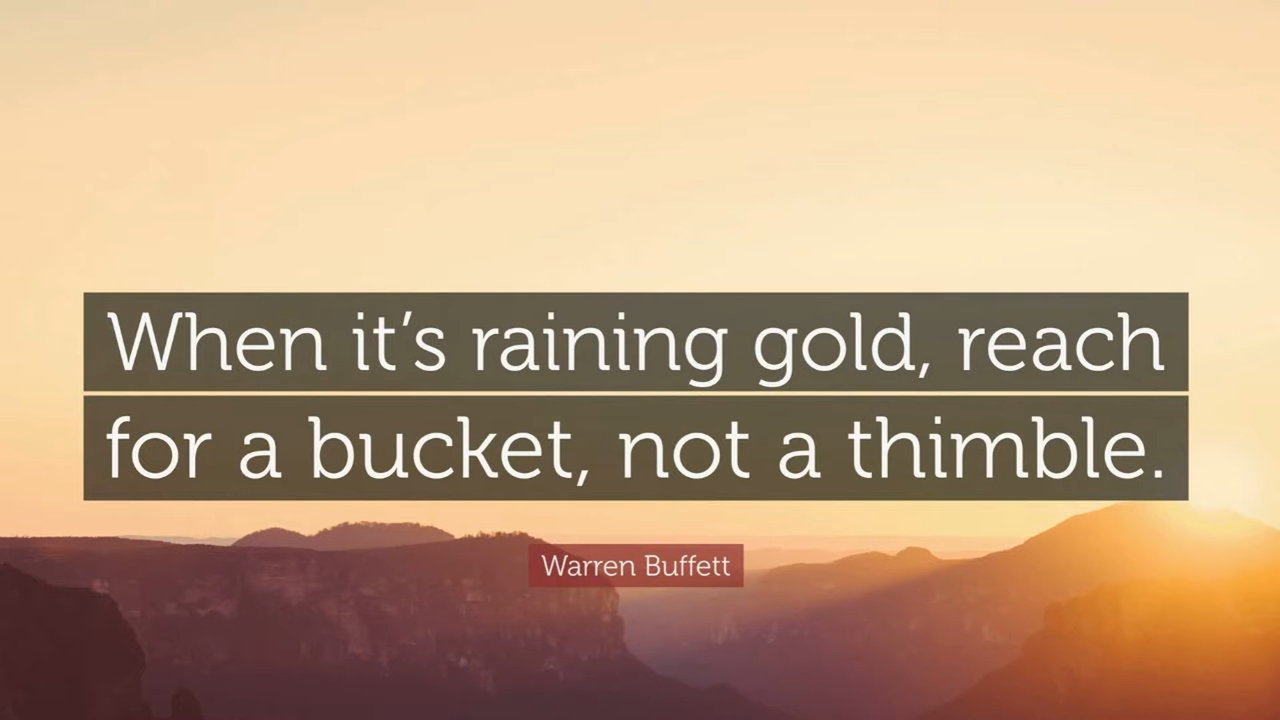 When it’s raining gold, reach
for a bucket, not a thimble.
Warren Buffett